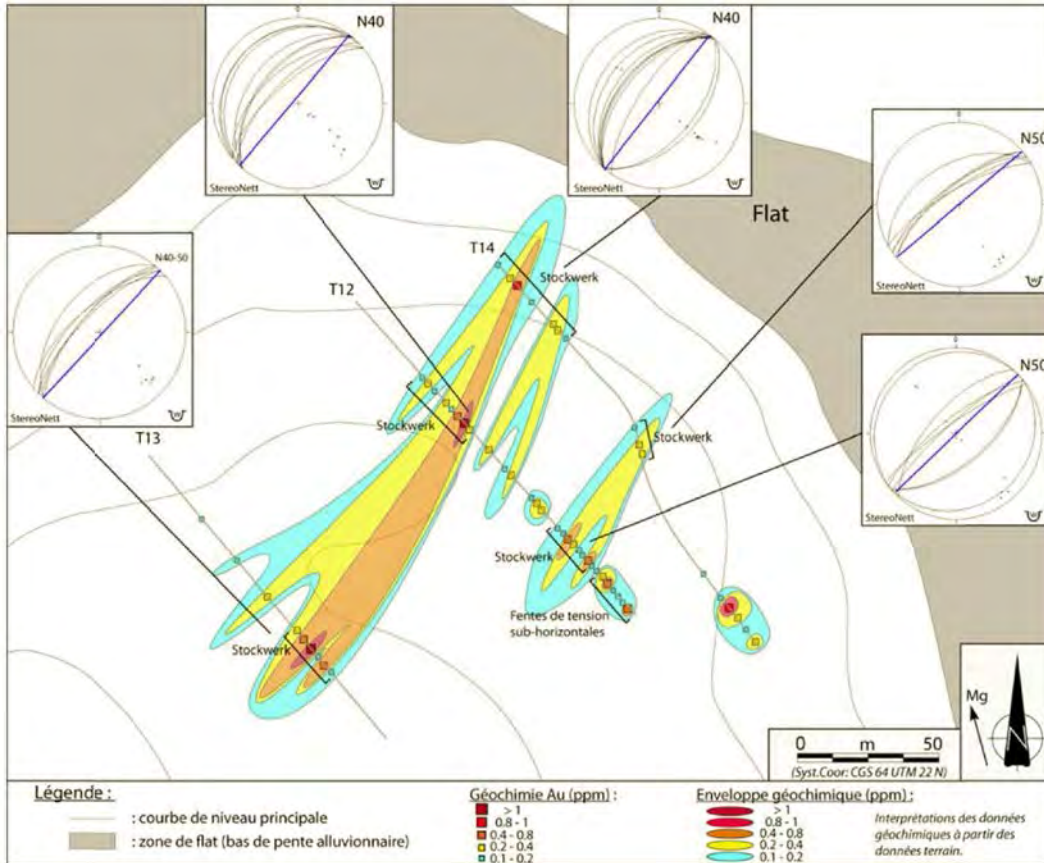 N40
StereoNett
N40
StereoNett
N50
StereoNett
Flat
N40-50
StereoNett
T14
Stockwerk
T12
N50
StereoNett
Stockwerk
Stockwerk
T13
Stockwerk
Fentes de tension
sub-horizontales
Stockwerk
Mg
N
0 m 50
(Syst.Coor: CGS 64 UTM 22 N)
Légende :
: courbe de niveau principale
: zone de flat (bas de pente alluvionnaire)
Géochimie Au (ppm) :
> 1
0.8 - 1
0.4 - 0.8
0.2 - 0.4
0.1 - 0.2
Enveloppe géochimique (ppm) :
> 1
0.8 - 1
0.4 - 0.8
0.2 - 0.4
0.1 - 0.2
Interprétations des données
géochimiques à partir des
données terrain.